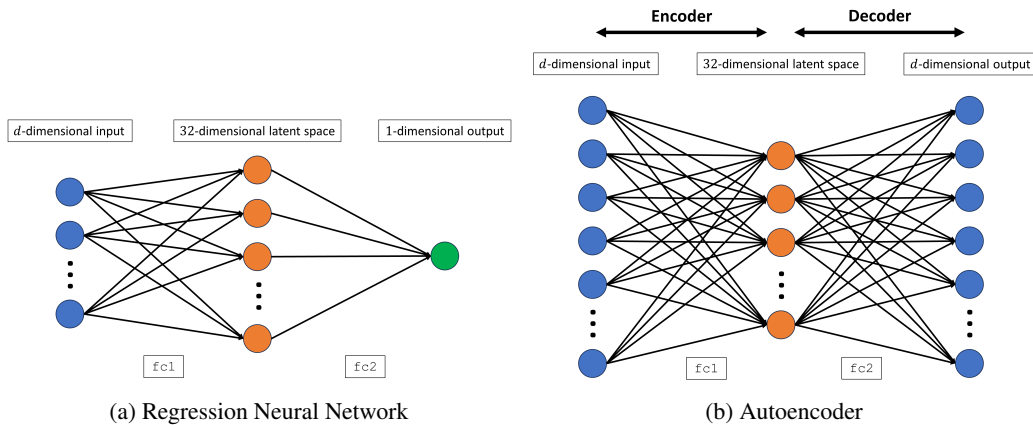 d-dimensional input
32-dimensional latent space
1-dimensional output
fc1
fc2
(a) Regression Neural Network
Encoder
Decoder
d-dimensional input
32-dimensional latent space
d-dimensional output
fc1
fc2
(b) Autoencoder